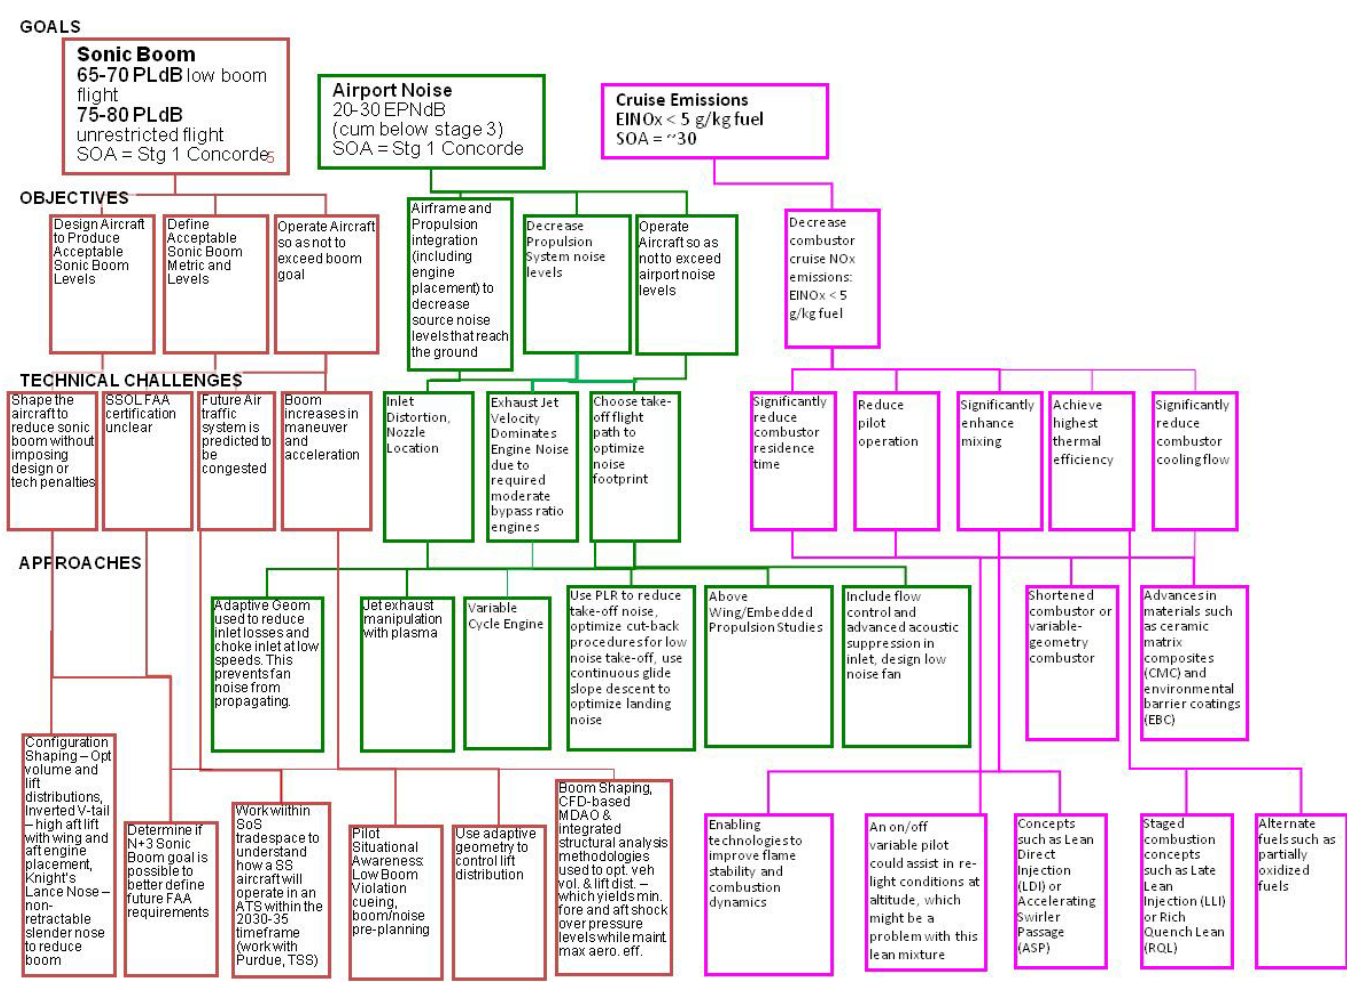 GOALS
Sonic Boom
65-70 PLdB low boom
flight
75-80 PLdB
unrestricted flight
SOA = Stg 1 Concorde5
Airport Noise
20-30 EPNdB
(cum below stage 3)
SOA = Stg 1 Concorde
Cruise Emissions
EINOx < 5 g/kg fuel
SOA = ~30
OBJECTIVES
Design Aircraft
to Produce
Acceptable
Sonic Boom
Levels
Define
Acceptable
Sonic Boom
Metric and
Levels
Operate Aircraft
so as not to
exceed boom
goal
Airframe and
Propulsion
integration
(including
engine
placement) to
decrease
source noise
levels that reach
the ground
Decrease
Propulsion
System noise
levels
Operate
Aircraft so as
not to exceed
airport noise
levels
Decrease
combustor
cruise NOx
emissions:
EINOx < 5
g/kg fuel
TECHNICAL CHALLENGES
Shape the
aircraft to
reduce sonic
boom without
imposing
design or
tech penalties
SSOL FAA
certification
unclear
Future Air
traffic
system is
predicted to
be
congested
Boom
increases in
maneuver
and
acceleration
Inlet
Distortion,
Nozzle
Location
Exhaust Jet
Velocity
Dominates
Engine Noise
due to
required
moderate
bypass ratio
engines
Choose take-
off flight
path to
optimize
noise
footprint
Significantly
reduce
combustor
residence
time
Reduce
pilot
operation
Significantly
enhance
mixing
Achieve
highest
thermal
efficiency
Significantly
reduce
combustor
cooling flow
APPROACHES
Adaptive Geom
used to reduce
inlet losses and
choke inlet at low
speeds. This
prevents fan
noise from
propagating.
Jet exhaust
manipulation
with plasma
Variable
Cycle Engine
Use PLR to reduce
take-off noise,
optimize cut-back
procedures for low
noise take-off, use
continuous glide
slope descent to
optimize landing
noise
Above
Wing/Embedded
Propulsion Studies
Include flow
control and
advanced acoustic
suppression in
inlet, design low
noise fan
Shortened
combustor or
variable-
geometry
combustor
Advances in
materials such
as ceramic
matrix
composites
(CMC) and
environmental
barrier coatings
(EBC)
Configuration
Shaping – Opt
volume and
lift
distributions,
Inverted V-tail
– high aft lift
with wing and
aft engine
placement,
Knight's
Lance Nose –
non-
retractable
slender nose
to reduce
boom
Determine if
N+3 Sonic
Boom goal is
possible to
better define
future FAA
requirements
Work wiithin
SoS
tradespace to
understand
how a SS
aircraft will
operate in an
ATS within the
2030-35
timeframe
(work with
Purdue, TSS)
Pilot
Situational
Awareness:
Low Boom
Violation
cueing,
boom/noise
pre-planning
Use adaptive
geometry to
control lift
distribution
Boom Shaping,
CFD-based
MDAO &
integrated
structural analysis
methodologies
used to opt. veh
vol. & lift dist. –
which yields min.
fore and aft shock
over pressure
levels while maint.
max aero. eff.
Enabling
technologies to
improve flame
stability and
combustion
dynamics
An on/off
variable pilot
could assist in re-
light conditions at
altitude, which
might be a
problem with this
lean mixture
Concepts
such as Lean
Direct
Injection
(LDI) or
Accelerating
Swirler
Passage
(ASP)
Staged
combustion
concepts
such as Late
Lean
Injection (LLI)
or Rich
Quench Lean
(RQL)
Alternate
fuels such as
partially
oxidized
fuels